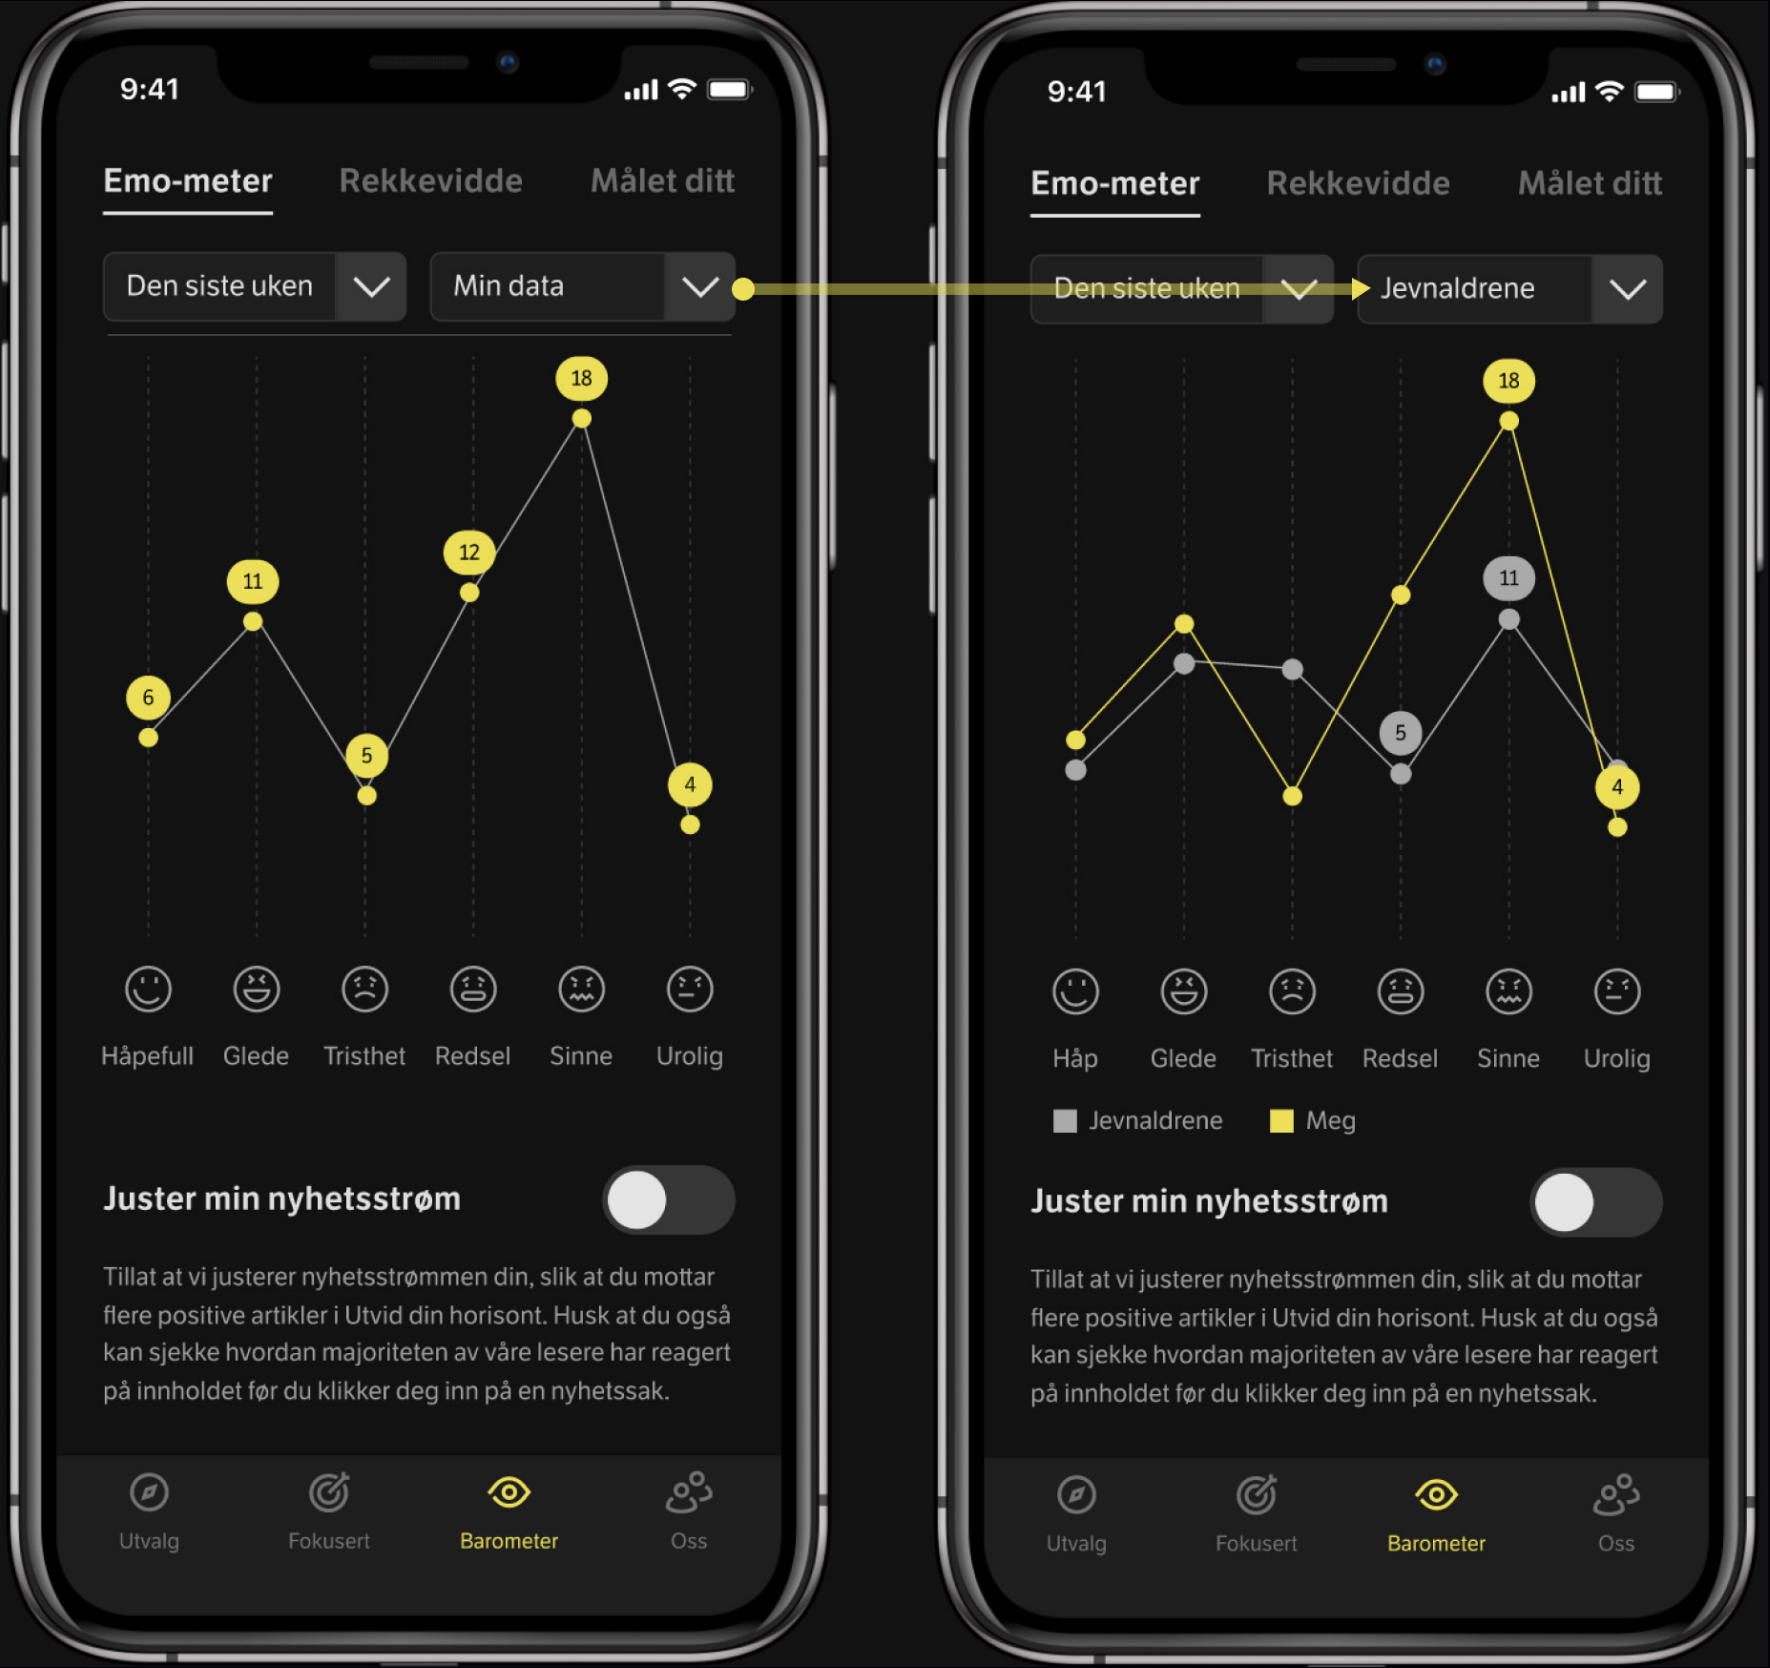 9:41
Emo-meter Rekkevidde Målet ditt
Den siste uken Min data
18
12
11
6
5
4
Håpefull Glede Tristhet Redsel Sinne Urolig
Juster min nyhetsstrøm
Tillat at vi justerer nyhetsstrømmen din, slik at du mottar
flere positive artikler i Utvid din horisont. Husk at du også
kan sjekke hvordan majoriteten av våre lesere har reagert
på innholdet før du klikker deg inn på en nyhetssak.
Utvalg Fokusert Barometer Oss
9:41
Emo-meter Rekkevidde Målet ditt
Den siste uken Jevnaldrene
18
11
5
4
Håp Glede Tristhet Redsel Sinne Urolig
Jevnaldrene Meg
Juster min nyhetsstrøm
Tillat at vi justerer nyhetsstrømmen din, slik at du mottar
flere positive artikler i Utvid din horisont. Husk at du også
kan sjekke hvordan majoriteten av våre lesere har reagert
på innholdet før du klikker deg inn på en nyhetssak.
Utvalg Fokusert Barometer Oss